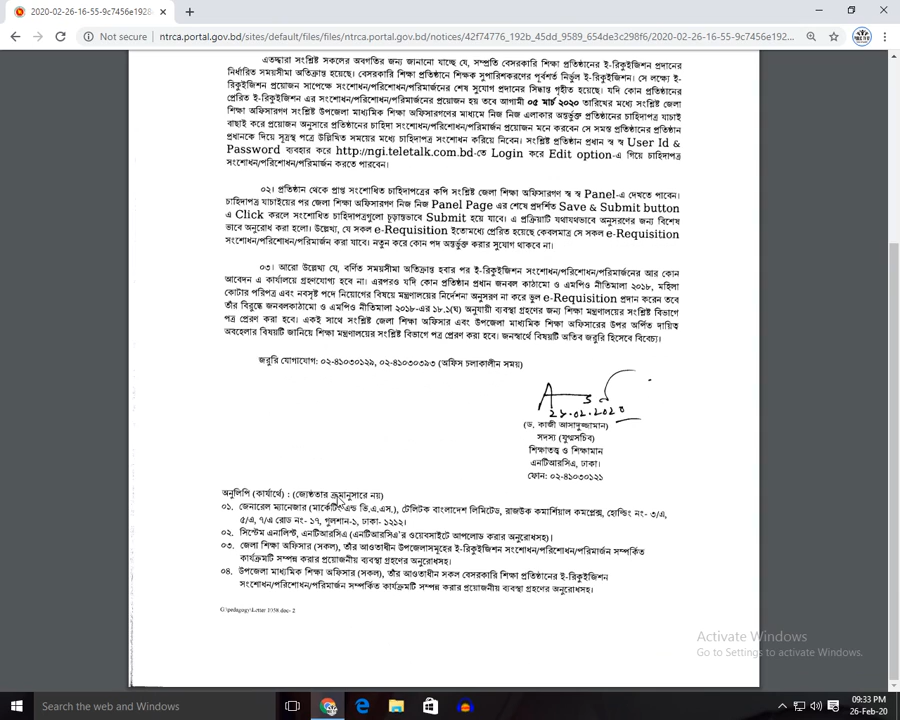 2020-02-26-16-55-9c7456e1928
Not secure | ntrca.portal.gov.bd/sites/default/files/files/ntrca.portal.gov.bd/notices/42f74776_192b_45dd_9589_654de3c298f6/2020-02-26-16-55-9c7456e192...
এতদ্দ্বারা সংশ্লিষ্ট সকলের অবগতির জন্য জানানো যাচ্ছে যে, সম্প্রতি বেসরকারি শিক্ষা প্রতিষ্ঠানের ই-রিকুইজিশন প্রদানের
নির্ধারিত সময়সীমা অতিক্রান্ত হয়েছে। বেসরকারি শিক্ষা প্রতিষ্ঠানে শিক্ষক সুপারিশকরণের পূর্বশর্ত নির্ভুল ই-রিকুইজিশন। সে লক্ষ্যে ই-
রিকুইজিশন প্রয়োজন সাপেক্ষে সংশোধন/পরিশোধন/পরিমার্জনের শেষ সুযোগ প্রদানের সিদ্ধান্ত গৃহীত হয়েছে। যদি কোন প্রতিষ্ঠানের
প্রেরিত ই-রিকুইজিশন এর সংশোধন/পরিশোধন/পরিমার্জনের প্রয়োজন হয় তবে আগামী ০৫ মার্চ ২০২০ তারিখের মধ্যে সংশ্লিষ্ট জেলা
শিক্ষা অফিসারগণ সংশ্লিষ্ট উপজেলা মাধ্যমিক শিক্ষা অফিসারগণের মাধ্যমে নিজ নিজ এলাকার অন্তর্ভুক্ত প্রতিষ্ঠানের চাহিদা যাচাই
বাছাই করে প্রয়োজন অনুসারে প্রতিষ্ঠানের চাহিদা সংশোধন/পরিশোধন/পরিমার্জন প্রয়োজন মনে করবেন সে সমস্ত প্রতিষ্ঠানের প্রতিষ্ঠান
প্রধানকে দিয়ে সূত্রস্থ পত্রে উল্লিখিত সময়ের মধ্যে চাহিদাপত্র সংশোধন করিয়ে নিবেন। সংশ্লিষ্ট প্রতিষ্ঠান প্রধান স্ব স্ব User Id &
Password ব্যবহার করে http://ngi.teletalk.com.bd-তে Login করে Edit option-এ গিয়ে চাহিদাপত্র
সংশোধন/পরিশোধন/পরিমার্জন করতে পারবেন।
০২। প্রতিষ্ঠান থেকে প্রাপ্ত সংশোধিত চাহিদাপত্রের কপি সংশ্লিষ্ট জেলা শিক্ষা অফিসারগণ স্ব স্ব Panel-এ দেখতে পাবেন।
চাহিদাপত্র যাচাইয়ের পর জেলা শিক্ষা অফিসারগণ নিজ নিজ Panel Page এর শেষে প্রদর্শিত Save & Submit button
এ Click করলে সংশোধিত চাহিদাপত্রগুলো চূড়ান্তভাবে Submit হয়ে যাবে। এ প্রক্রিয়াটি যথাযথভাবে অনুসরণের জন্য বিশেষ
ভাবে অনুরোধ করা হলো। উল্লেখ্য, যে সকল e-Requisition ইতোমধ্যে প্রেরিত হয়েছে কেবলমাত্র সে সকল e-Requisition
সংশোধন/পরিশোধন/পরিমার্জন করা যাবে। নতুন করে কোন পদ অন্তর্ভুক্ত করার সুযোগ থাকবে না।
০৩। আরো উল্লেখ্য যে, বর্ণিত সময়সীমা অতিক্রান্ত হবার পর ই-রিকুইজিশন সংশোধন/পরিশোধন/পরিমার্জনের আর কোন
আবেদন এ কার্যালয়ে গ্রহণযোগ্য হবে না। এরপরও যদি কোন প্রতিষ্ঠান প্রধান জনবল কাঠামো ও এমপিও নীতিমালা ২০১৮, মহিলা
কোটার পরিপত্র এবং নবসৃষ্ট পদে নিয়োগের বিষয়ে মন্ত্রণালয়ের নির্দেশনা অনুসরণ না করে ভুল e-Requisition প্রদান করেন তবে
তাঁর বিরুদ্ধে জনবলকাঠামো ও এমপিও নীতিমালা ২০১৮-এর ১৮.১(ঘ) অনুযায়ী ব্যবস্থা গ্রহণের জন্য শিক্ষা মন্ত্রণালয়ের সংশ্লিষ্ট বিভাগে
পত্র প্রেরণ করা হবে। একই সাথে সংশ্লিষ্ট জেলা শিক্ষা অফিসার এবং উপজেলা মাধ্যমিক শিক্ষা অফিসারের উপর অর্পিত দায়িত্ব
অবহেলার বিষয়টি জানিয়ে শিক্ষা মন্ত্রণালয়ের সংশ্লিষ্ট বিভাগে পত্র প্রেরণ করা হবে। জনস্বার্থে বিষয়টি অতিব জরুরি হিসেবে বিবেচ্য।
জরুরি যোগাযোগ: ০২-৪১০৩০১২৯, ০২-৪১০৩০৩৯৩ (অফিস চলাকালীন সময়)
(ড. কাজী আসাদুজ্জামান)
সদস্য (যুগ্মসচিব)
শিক্ষাতত্ত্ব ও শিক্ষামান
এনটিআরসিএ, ঢাকা।
ফোন: ০২-৪১০৩০১২১
অনুলিপি (কার্যার্থে) : (জ্যেষ্ঠতার ক্রমানুসারে নয়)
০১. জেনারেল ম্যানেজার (মার্কেটিং এন্ড ভি.এ.এস.), টেলিটক বাংলাদেশ লিমিটেড, রাজউক কমার্শিয়াল কমপ্লেক্স, হোল্ডিং নং- ৩/এ,
৫/এ, ৭/এ রোড নং- ১৭, গুলশান-১, ঢাকা- ১২১২।
০২. সিস্টেম এনালিস্ট, এনটিআরসিএ (এনটিআরসিএ'র ওয়েবসাইটে আপলোড করার অনুরোধসহ)।
০৩. জেলা শিক্ষা অফিসার (সকল), তাঁর আওতাধীন উপজেলাসমূহের ই-রিকুইজিশন সংশোধন/পরিশোধন/পরিমার্জন সম্পর্কিত
কার্যক্রমটি সম্পন্ন করার প্রয়োজনীয় ব্যবস্থা গ্রহণের অনুরোধসহ।
০৪. উপজেলা মাধ্যমিক শিক্ষা অফিসার (সকল), তাঁর আওতাধীন সকল বেসরকারি শিক্ষা প্রতিষ্ঠানের ই-রিকুইজিশন
সংশোধন/পরিশোধন/পরিমার্জন সম্পর্কিত কার্যক্রমটি সম্পন্ন করার প্রয়োজনীয় ব্যবস্থা গ্রহণের অনুরোধসহ।
G:\pedagogy\Letter 1058.doc- 2
Activate Windows
Go to Settings to activate Windows.
Search the web and Windows
09:33 PM
26-Feb-20